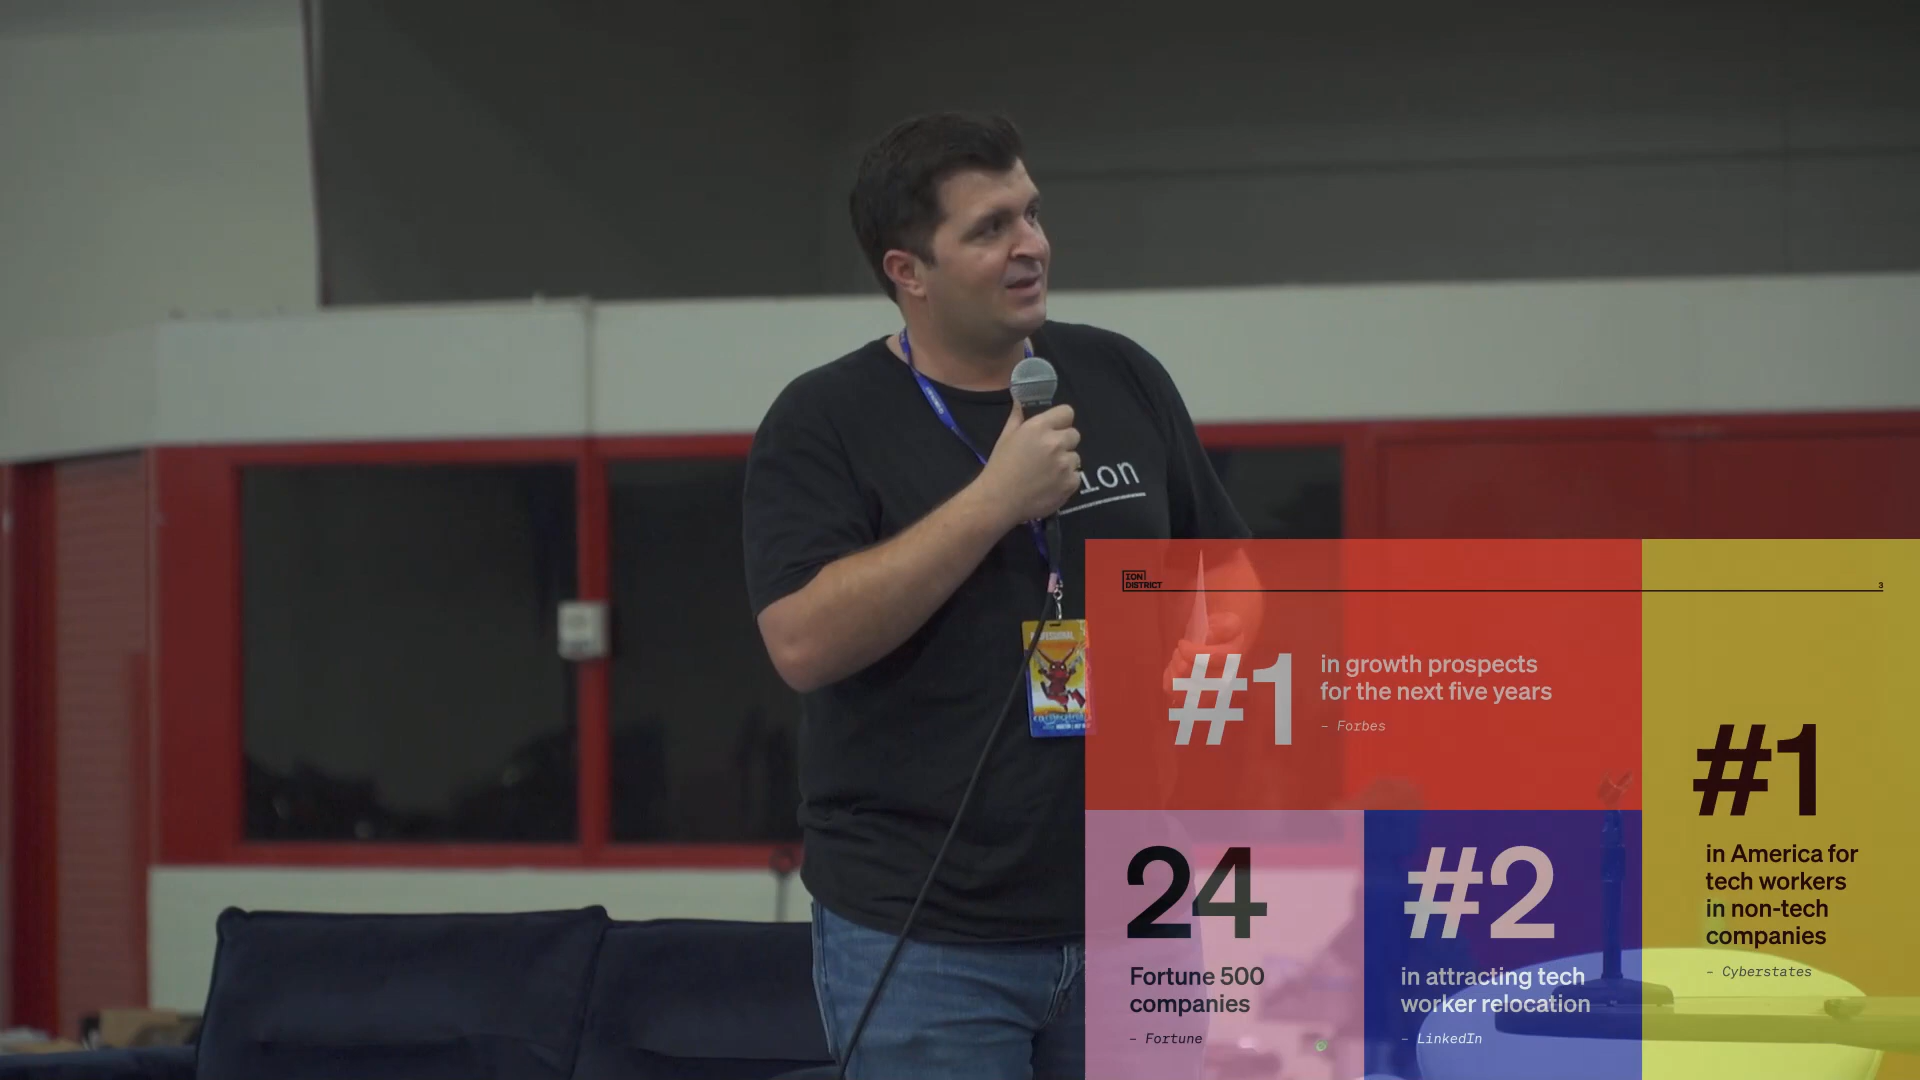 ion
PROFESSIONAL
ION
DISTRICT
3
#1
in growth prospects
for the next five years
– Forbes
24
Fortune 500
companies
– Fortune
#2
in attracting tech
worker relocation
– LinkedIn
#1
in America for
tech workers
in non-tech
companies
– Cyberstates